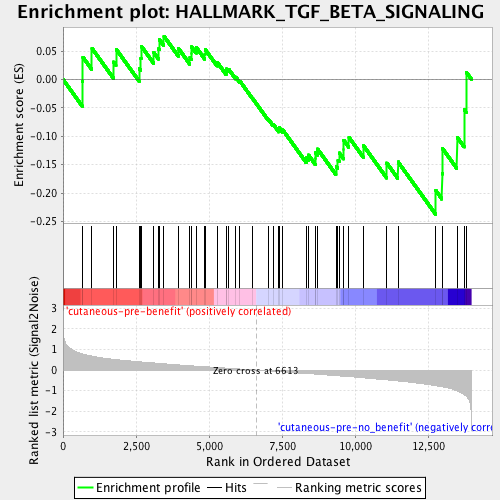 Enrichment plot: HALLMARK_TGF_BETA_SIGNALING
Enrichment score (ES)
0.05
0.00
-0.05
-0.10
-0.15
-0.20
-0.25
'cutaneous-pre-benefit' (positively correlated)
Ranked list metric (Signal2Noise)
3
2
1
0
-1
-2
-3
Zero cross at 6613
'cutaneous-pre-no_benefit' (negatively corre
0
2,500
5,000
7,500
10,000
12,500
Rank in Ordered Dataset
Enrichment profile
Hits
Ranking metric scores